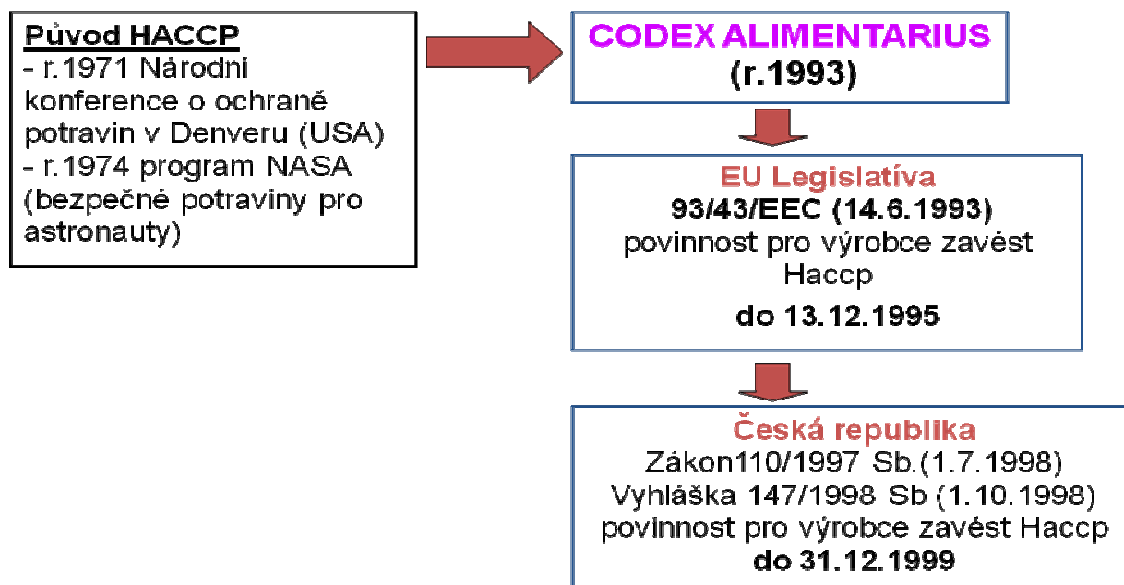 Původ HACCP
- r.1971 Národní
konference o ochraně
potravin v Denveru (USA)
- r.1974 program NASA
(bezpečné potraviny pro
astronauty)
CODEX ALIMENTARIUS
(r.1993)
EU Legislatíva
93/43/EEC (14.6.1993)
povinnost pro výrobce zavést
Haccp
do 13.12.1995
Česká republika
Zákon110/1997 Sb.(1.7.1998)
Vyhláška 147/1998 Sb (1.10.1998)
povinnost pro výrobce zavést Haccp
do 31.12.1999